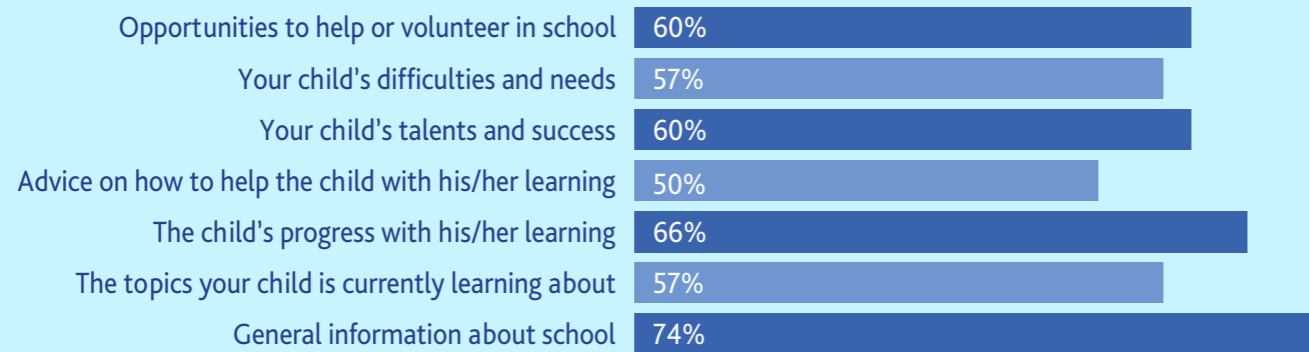 Opportunities to help or volunteer in school 60%
Your child’s difficulties and needs 57%
Your child’s talents and success 60%
Advice on how to help the child with his/her learning 50%
The child’s progress with his/her learning 66%
The topics your child is currently learning about 57%
General information about school 74%